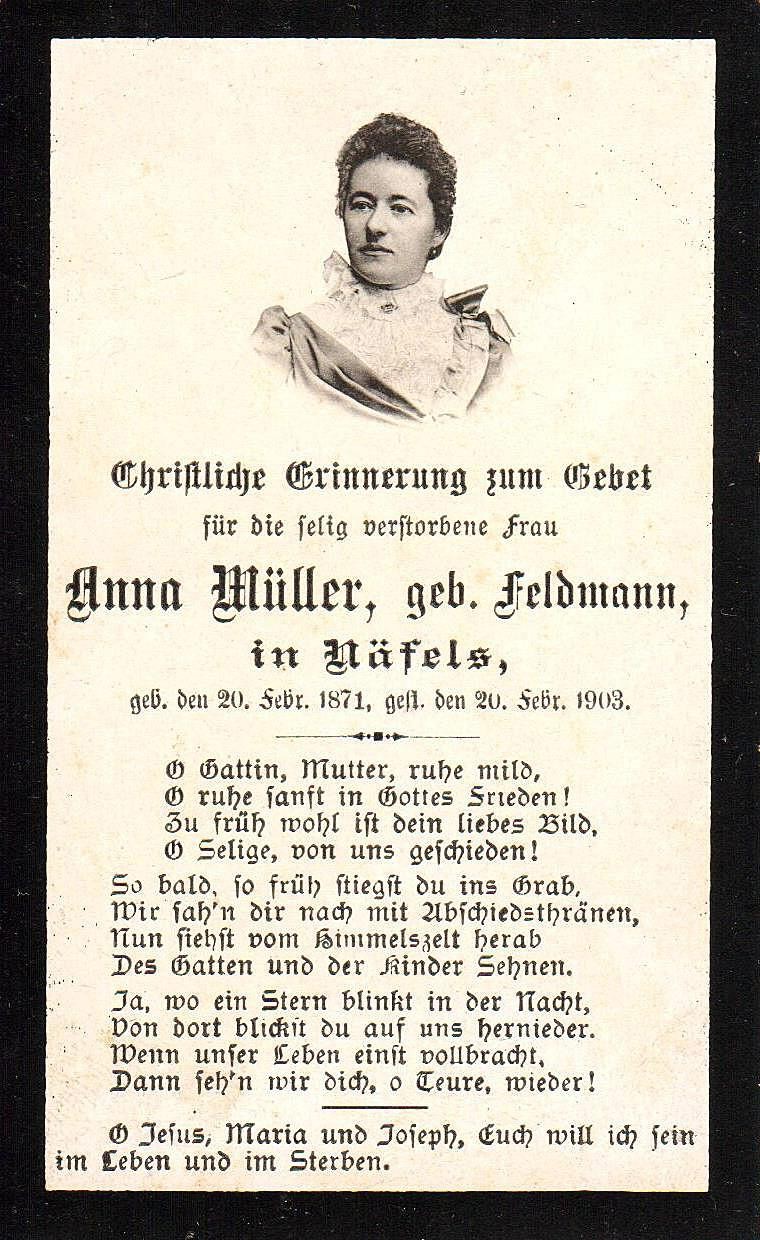 Christliche Erinnerung zum Gebet
für die selig verstorbene Frau
Anna Müller, geb. Feldmann,
in Näfels,
geb. den 20. Febr. 1871, gest. den 20. Febr. 1903.
O Gattin, Mutter, ruhe mild,
O ruhe sanft in Gottes Frieden!
Zu früh wohl ist dein liebes Bild,
O Selige, von uns geschieden!
So bald, so früh stiegst du ins Grab,
Wir sah'n dir nach mit Abschiedsthränen,
Nun siehst vom Himmelszelt herab
Des Gatten und der Kinder Sehnen.
Ja, wo ein Stern blinkt in der Nacht,
Von dort blickst du auf uns hernieder.
Wenn unser Leben einst vollbracht,
Dann seh'n wir dich, o Teure, wieder!
O Jesus, Maria und Joseph, Euch will ich sein
im Leben und im Sterben.